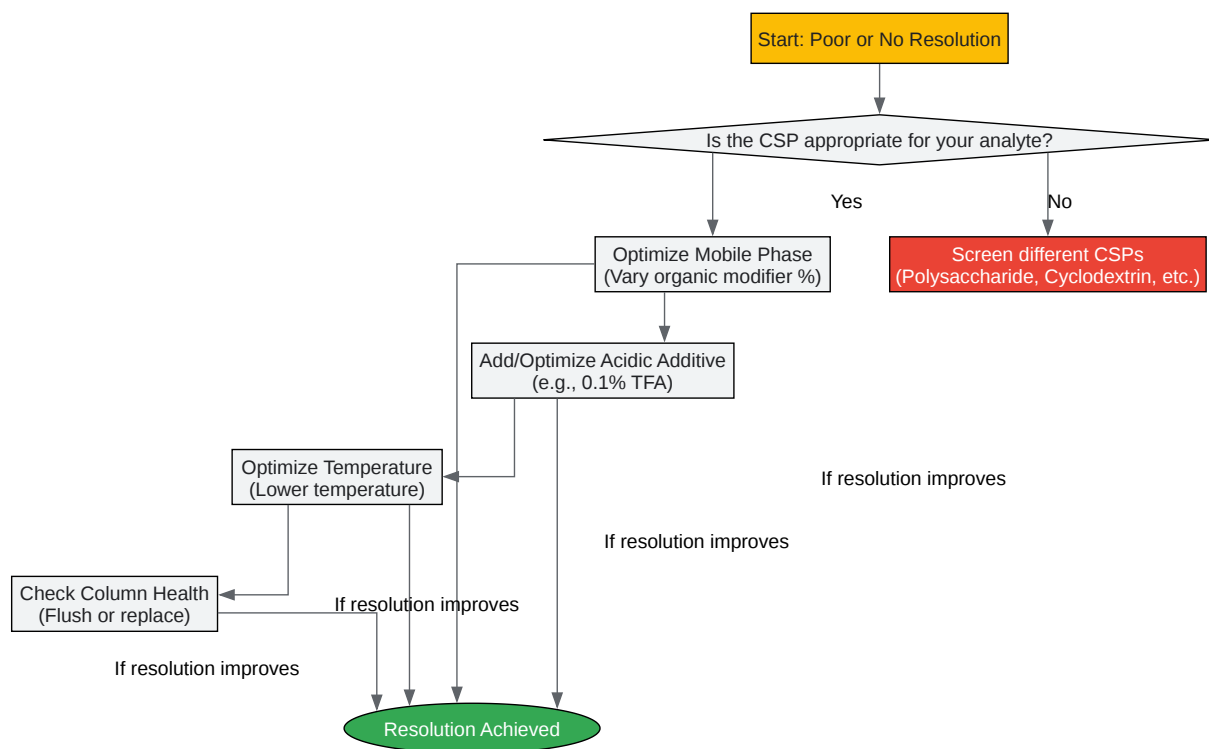 Start: Poor or No Resolution
Is the CSP appropriate for your analyte?
Yes
No
Optimize Mobile Phase
(Vary organic modifier %)
Screen different CSPs
(Polysaccharide, Cyclodextrin, etc.)
Add/Optimize Acidic Additive
(e.g., 0.1% TFA)
Optimize Temperature
(Lower temperature)
If resolution improves
If resolution improves
Check Column Health
(Flush or replace)
If resolution improves
If resolution improves
Resolution Achieved